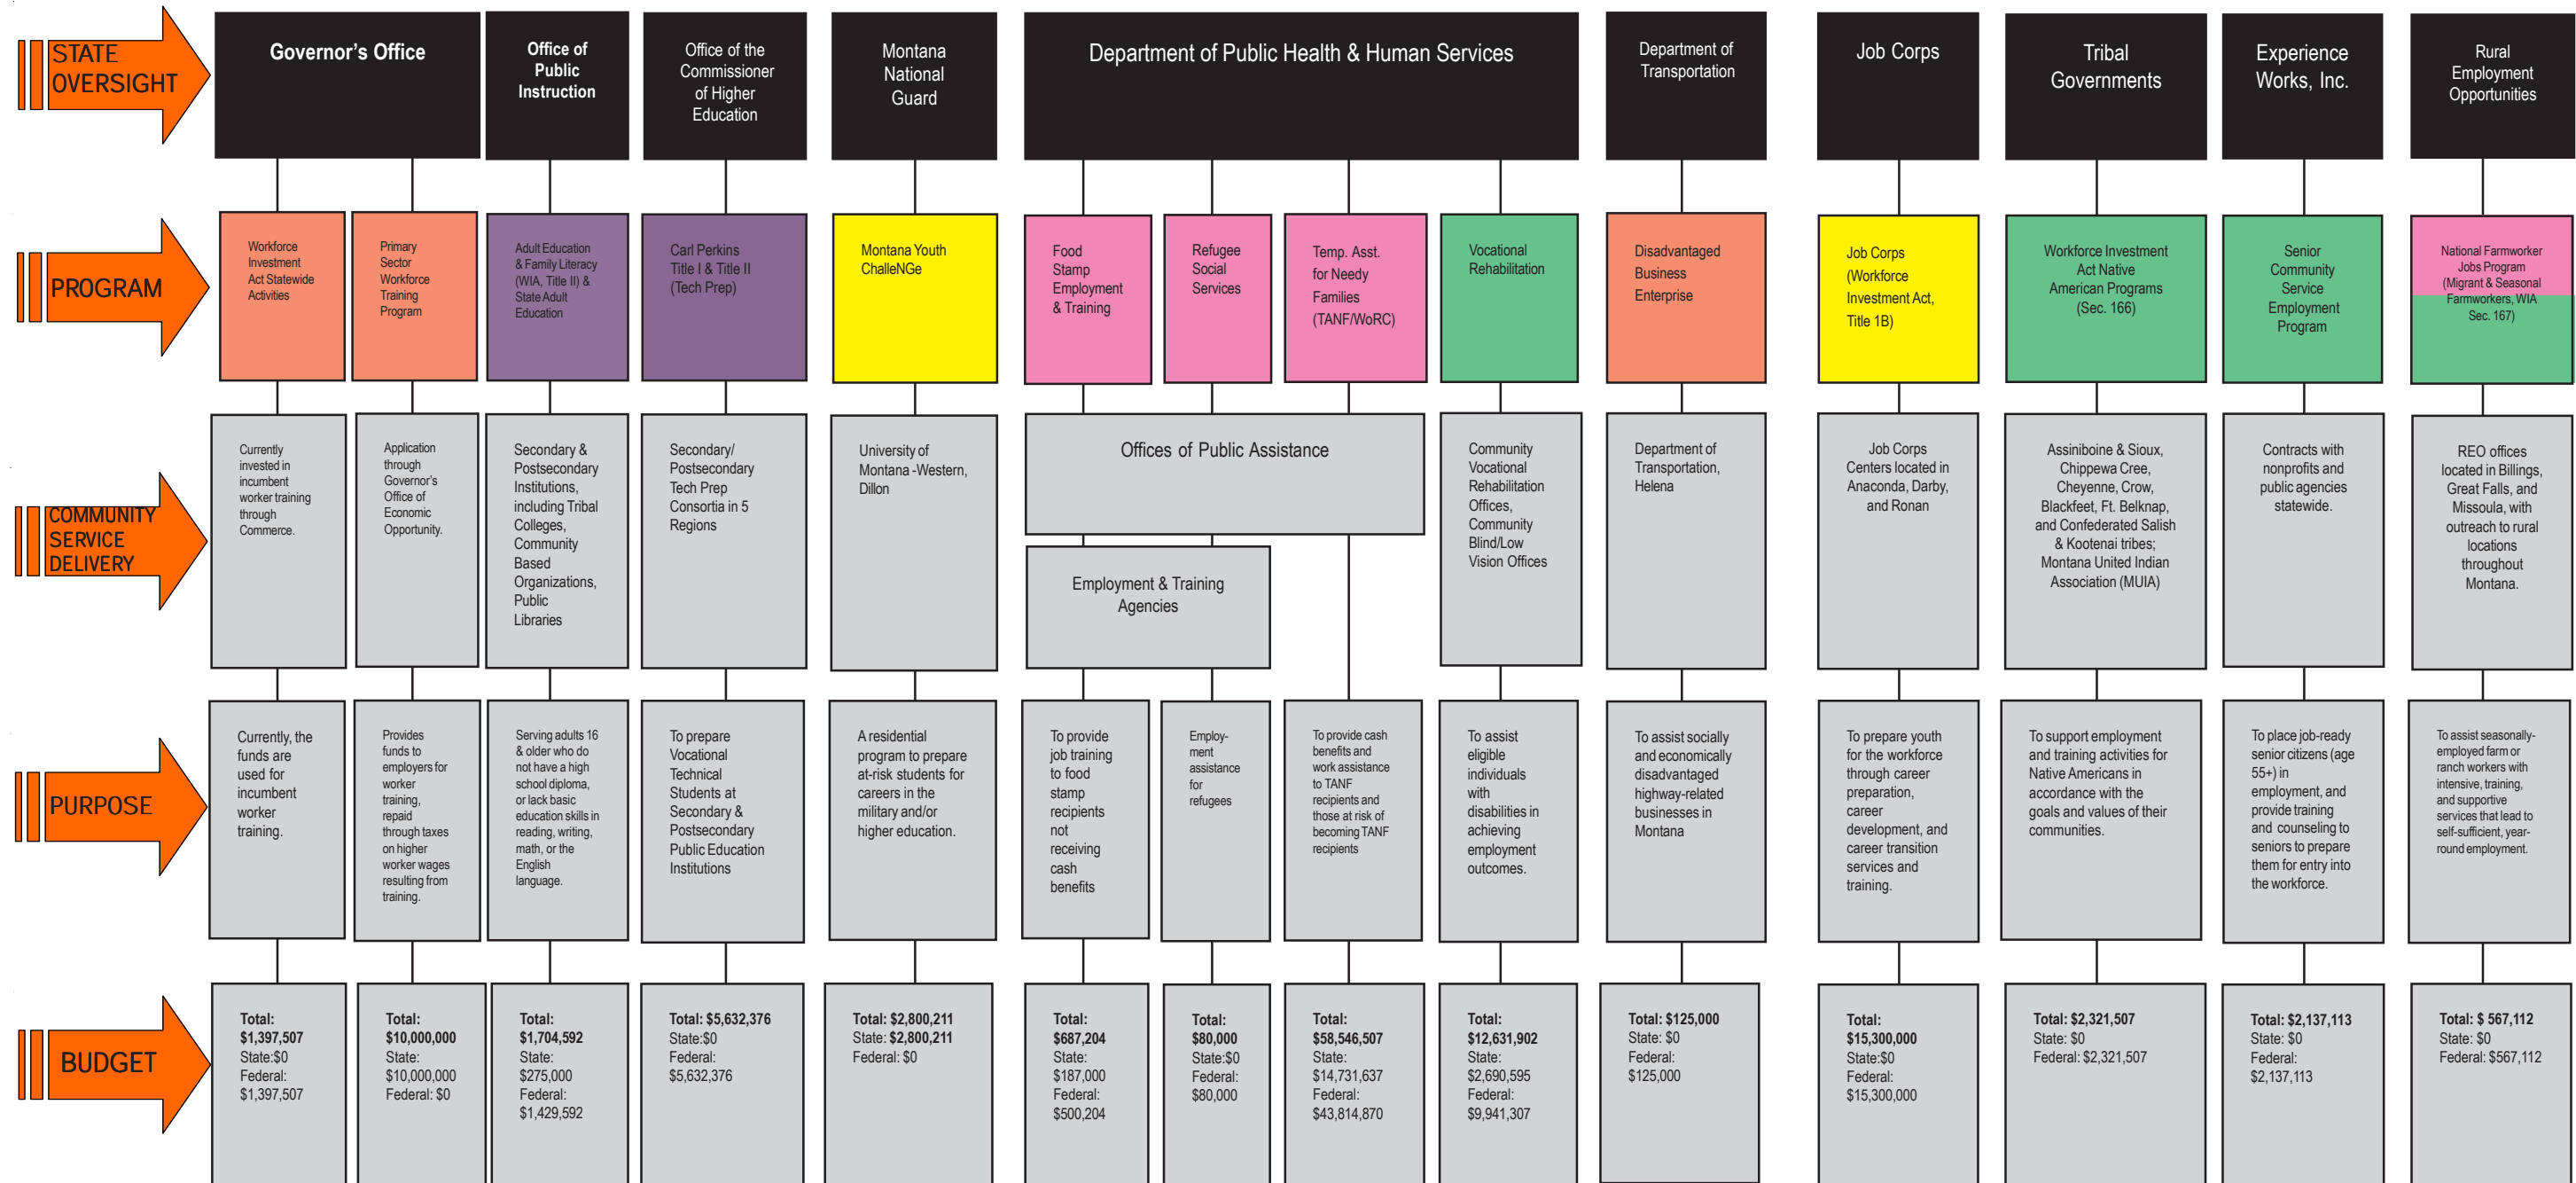 STATE
OVERSIGHT
Governor's Office
Office of
Public
Instruction
Office of the
Commissioner
of Higher
Education
Montana
National
Guard
Department of Public Health & Human Services
Department of
Transportation
Job Corps
Tribal
Governments
Experience
Works, Inc.
Rural
Employment
Opportunities
PROGRAM
Workforce
Investment
Act Statewide
Activities
Primary
Sector
Workforce
Training
Program
Adult Education
& Family Literacy
(WIA, Title II) &
State Adult
Education
Carl Perkins
Title I & Title II
(Tech Prep)
Montana Youth
ChalleNGe
Food
Stamp
Employment
& Training
Refugee
Social
Services
Temp. Asst.
for Needy
Families
(TANF/WoRC)
Vocational
Rehabilitation
Disadvantaged
Business
Enterprise
Job Corps
(Workforce
Investment Act,
Title 1B)
Workforce Investment
Act Native
American Programs
(Sec. 166)
Senior
Community
Service
Employment
Program
National Farmworker
Jobs Program
(Migrant & Seasonal
Farmworkers, WIA
Sec. 167)
COMMUNITY
SERVICE
DELIVERY
Currently
invested in
incumbent
worker training
through
Commerce.
Application
through
Governor's
Office of
Economic
Opportunity.
Secondary &
Postsecondary
Institutions,
including Tribal
Colleges,
Community
Based
Organizations,
Public
Libraries
Secondary/
Postsecondary
Tech Prep
Consortia in 5
Regions
University of
Montana -Western,
Dillon
Offices of Public Assistance
Employment & Training
Agencies
Community
Vocational
Rehabilitation
Offices,
Community
Blind/Low
Vision Offices
Department of
Transportation,
Helena
Job Corps
Centers located in
Anaconda, Darby,
and Ronan
Assiniboine & Sioux,
Chippewa Cree,
Cheyenne, Crow,
Blackfeet, Ft. Belknap,
and Confederated Salish
& Kootenai tribes;
Montana United Indian
Association (MUIA)
Contracts with
nonprofits and
public agencies
statewide.
REO offices
located in Billings,
Great Falls, and
Missoula, with
outreach to rural
locations
throughout
Montana.
PURPOSE
Currently, the
funds are
used for
incumbent
worker
training.
Provides
funds to
employers for
worker
training,
repaid
through taxes
on higher
worker wages
resulting from
training.
Serving adults 16
& older who do
not have a high
school diploma,
or lack basic
education skills in
reading, writing,
math, or the
English
language.
To prepare
Vocational
Technical
Students at
Secondary &
Postsecondary
Public Education
Institutions
A residential
program to prepare
at-risk students for
careers in the
military and/or
higher education.
To provide
job training
to food
stamp
recipients
not
receiving
cash
benefits
Employ-
ment
assistance
for
refugees
To provide cash
benefits and
work assistance
to TANF
recipients and
those at risk of
becoming TANF
recipients
To assist
eligible
individuals
with
disabilities in
achieving
employment
outcomes.
To assist socially
and economically
disadvantaged
highway-related
businesses in
Montana
To prepare youth
for the workforce
through career
preparation,
career
development, and
career transition
services and
training.
To support employment
and training activities for
Native Americans in
accordance with the
goals and values of their
communities.
To place job-ready
senior citizens (age
55+) in
employment, and
provide training
and counseling to
seniors to prepare
them for entry into
the workforce.
To assist seasonally-
employed farm or
ranch workers with
intensive, training,
and supportive
services that lead to
self-sufficient, year-
round employment.
BUDGET
Total:
$1,397,507
State:$0
Federal:
$1,397,507
Total:
$10,000,000
State:
$10,000,000
Federal: $0
Total:
$1,704,592
State:
$275,000
Federal:
$1,429,592
Total: $5,632,376
State:$0
Federal:
$5,632,376
Total: $2,800,211
State: $2,800,211
Federal: $0
Total:
$687,204
State:
$187,000
Federal:
$500,204
Total:
$80,000
State:$0
Federal:
$80,000
Total:
$58,546,507
State:
$14,731,637
Federal:
$43,814,870
Total:
$12,631,902
State:
$2,690,595
Federal:
$9,941,307
Total: $125,000
State: $0
Federal:
$125,000
Total:
$15,300,000
State:$0
Federal:
$15,300,000
Total: $2,321,507
State: $0
Federal: $2,321,507
Total: $2,137,113
State: $0
Federal:
$2,137,113
Total: $ 567,112
State: $0
Federal: $567,112